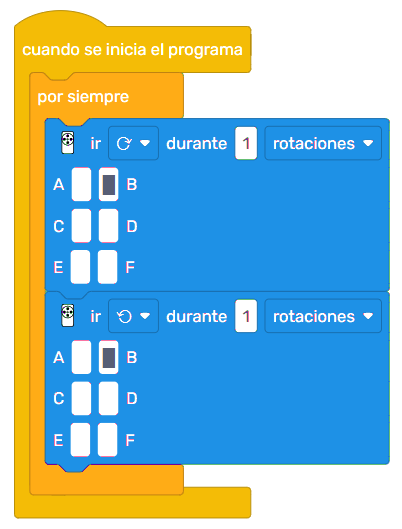 cuando se inicia el programa
por siempre
ir durante 1 rotaciones
A B
C D
E F
ir durante 1 rotaciones
A B
C D
E F